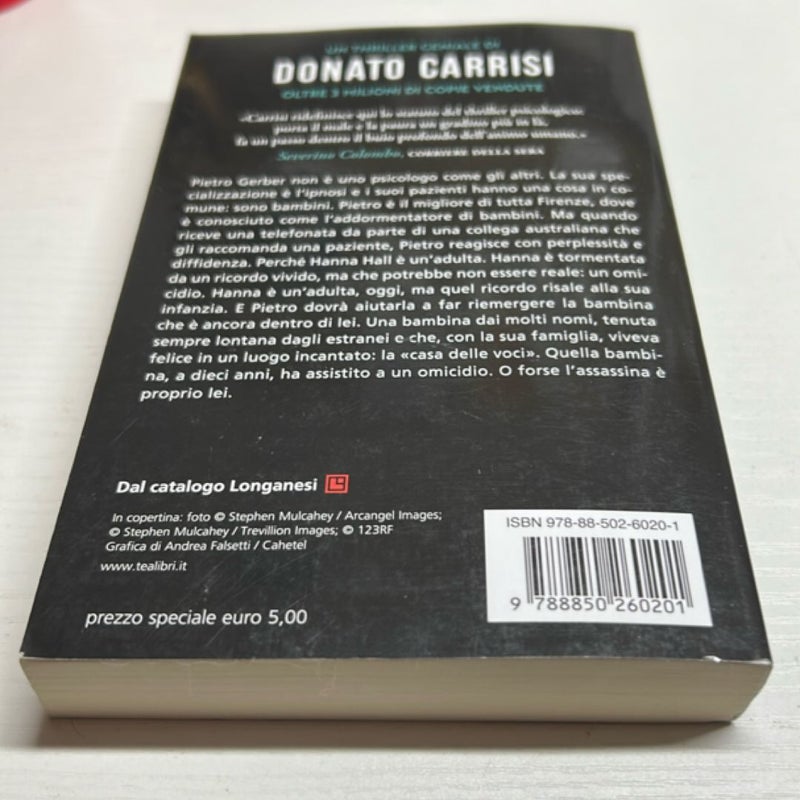 UN THRILLER GENIALE DI
DONATO CARRISI
OLTRE 3 MILIONI DI COPIE VENDUTE
«Carrisi ridefinisce qui lo statuto del thriller psicologico:
porta il male e la paura un gradino più in là,
fa un passo dentro il buio profondo dell'animo umano.»
Severino Colombo, CORRIERE DELLA SERA
Pietro Gerber non è uno psicologo come gli altri. La sua spe-
cializzazione è l'ipnosi e i suoi pazienti hanno una cosa in co-
mune: sono bambini. Pietro è il migliore di tutta Firenze, dove
è conosciuto come l'addormentatore di bambini. Ma quando
riceve una telefonata da parte di una collega australiana che
gli raccomanda una paziente, Pietro reagisce con perplessità e
diffidenza. Perché Hanna Hall è un'adulta. Hanna è tormentata
da un ricordo vivido, ma che potrebbe non essere reale: un omi-
cidio. Hanna è un'adulta, oggi, ma quel ricordo risale alla sua
infanzia. E Pietro dovrà aiutarla a far riemergere la bambina
che è ancora dentro di lei. Una bambina dai molti nomi, tenuta
sempre lontana dagli estranei e che, con la sua famiglia, viveva
felice in un luogo incantato: la «casa delle voci». Quella bambi-
na, a dieci anni, ha assistito a un omicidio. O forse l'assassina è
proprio lei.
Dal catalogo Longanesi
In copertina: foto © Stephen Mulcahey / Arcangel Images;
© Stephen Mulcahey / Trevillion Images; © 123RF
Grafica di Andrea Falsetti / Cahetel
www.tealibri.it
prezzo speciale euro 5,00
ISBN 978-88-502-6020-1
9 788850 260201